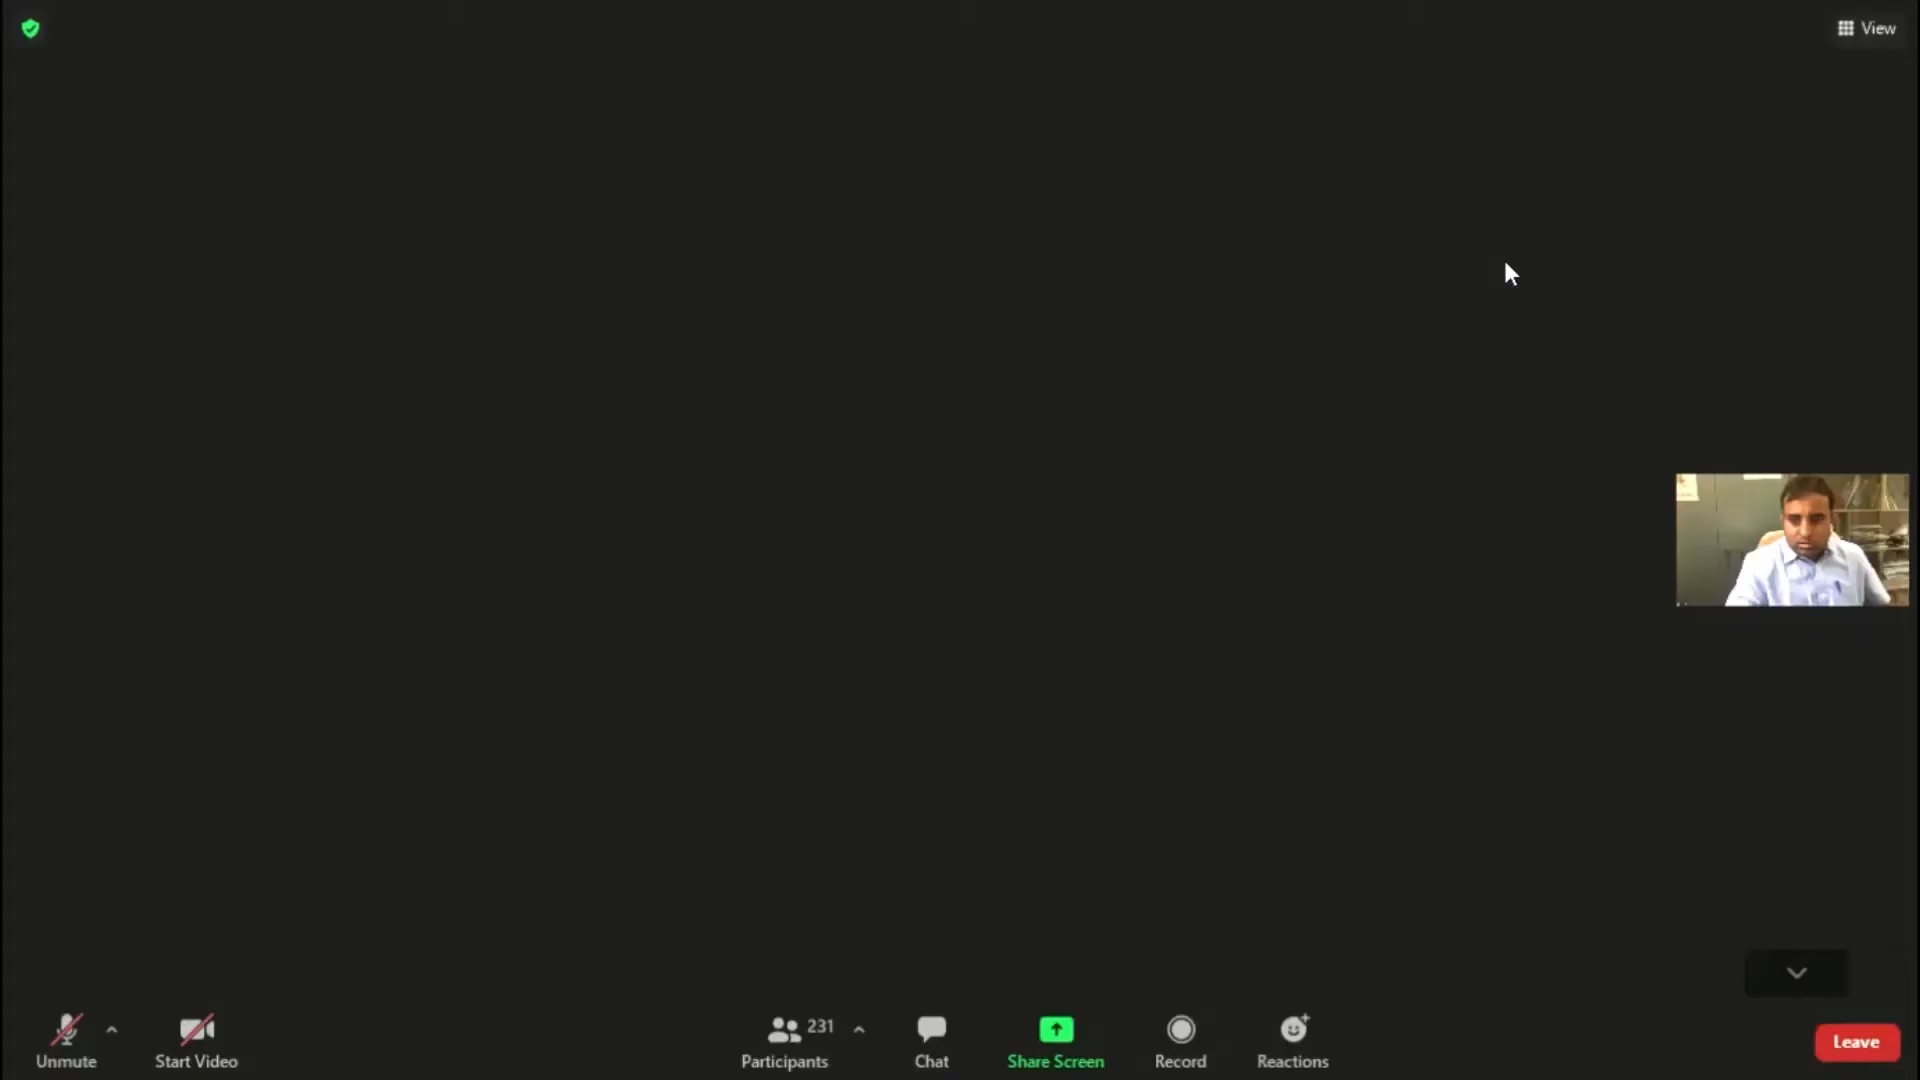 View
231
Unmute
Start Video
Participants
Chat
Share Screen
Record
Reactions
Leave